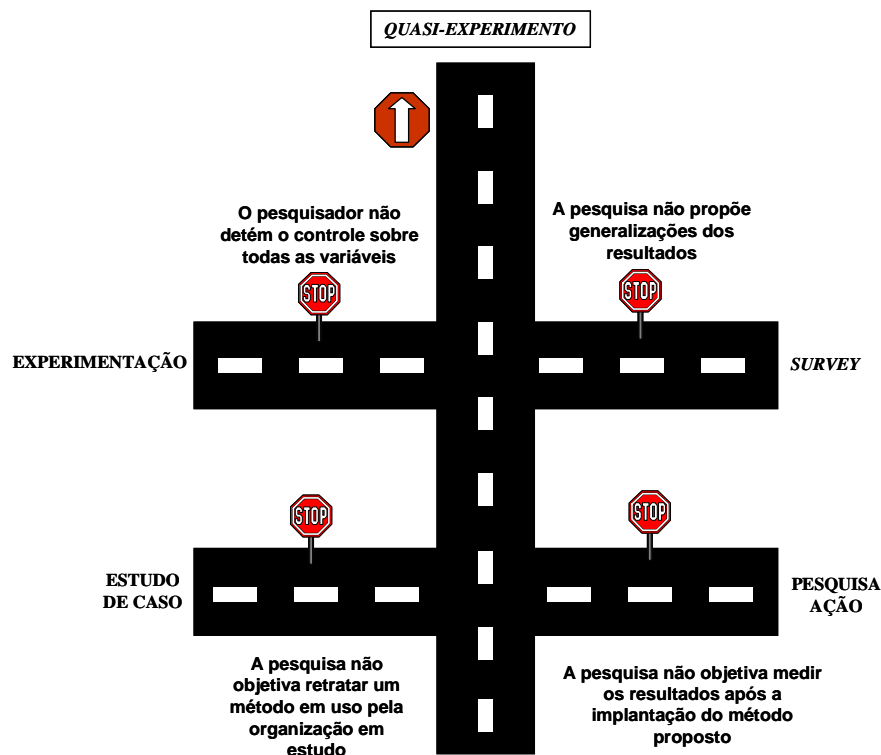 QUASI-EXPERIMENTO
O pesquisador não
detém o controle sobre
todas as variáveis
A pesquisa não propõe
generalizações dos
resultados
STOP
STOP
EXPERIMENTAÇÃO
SURVEY
STOP
STOP
ESTUDO
DE CASO
PESQUISA
AÇÃO
A pesquisa não
objetiva retratar um
método em uso pela
organização em
estudo
A pesquisa não objetiva medir
os resultados após a
implantação do método
proposto